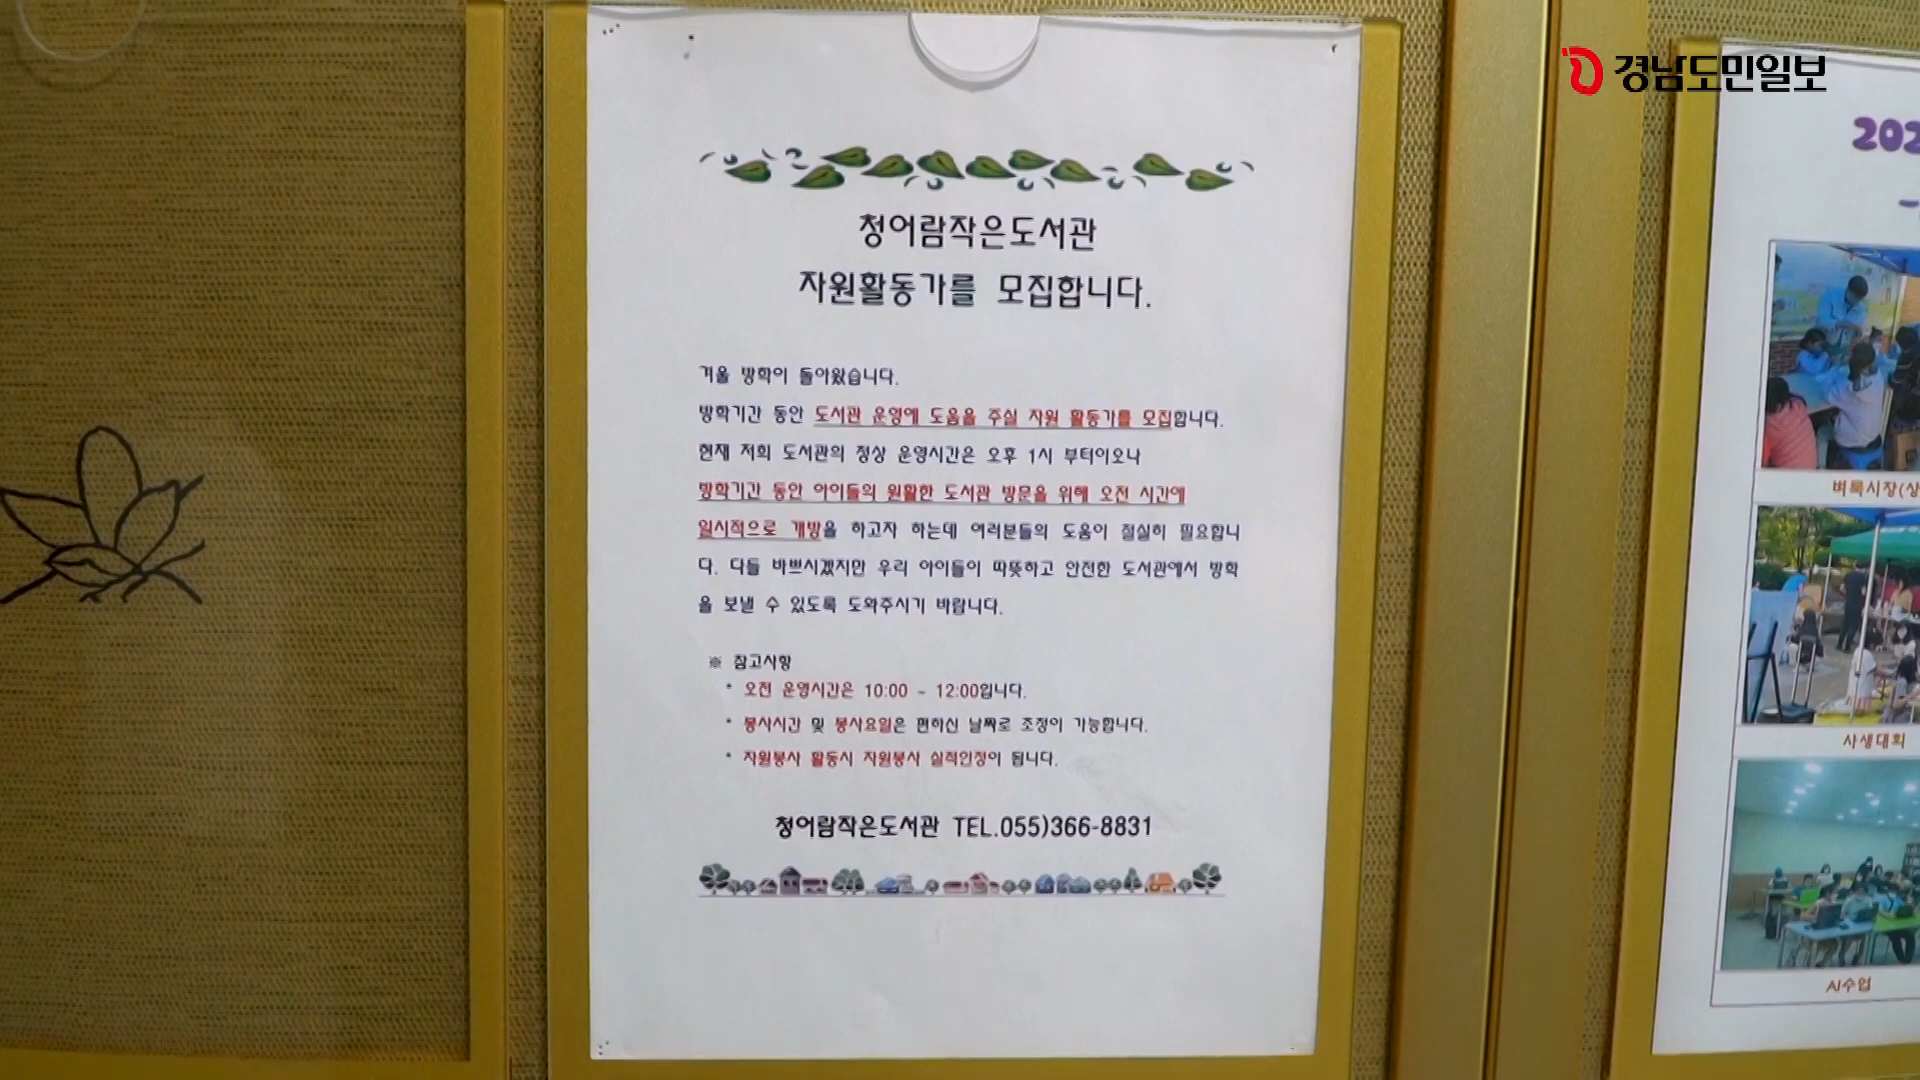 경남도민일보
청어람작은도서관
자원활동가를 모집합니다.
겨울 방학이 돌아왔습니다.
방학기간 동안 도서관 운영에 도움을 주실 자원 활동가를 모집합니다.
현재 저희 도서관의 정상 운영시간은 오후 1시 부터이오나
방학기간 동안 아이들의 원활한 도서관 방문을 위해 오전 시간에
일시적으로 개방을 하고자 하는데 여러분들의 도움이 절실히 필요합니
다. 다들 바쁘시겠지만 우리 아이들이 따뜻하고 안전한 도서관에서 방학
을 보낼 수 있도록 도와주시기 바랍니다.
※ 참고사항
* 오전 운영시간은 10:00 ~ 12:00입니다.
* 봉사시간 및 봉사요일은 편하신 날짜로 조정이 가능합니다.
* 자원봉사 활동시 자원봉사 실적인정이 됩니다.
청어람작은도서관 TEL.055)366-8831
202
벼룩시장(상
사생대회
AI수업